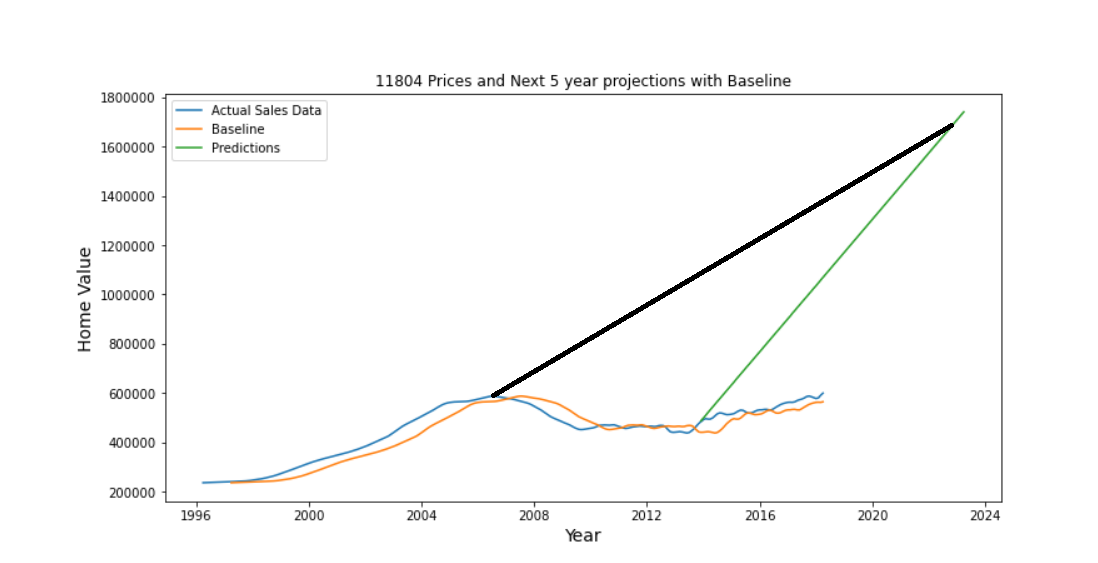 11804 Prices and Next 5 year projections with Baseline
Actual Sales Data
Baseline
Predictions
Home Value
1800000
1600000
1400000
1200000
1000000
800000
600000
400000
200000
1996 2000 2004 2008 2012 2016 2020 2024
Year